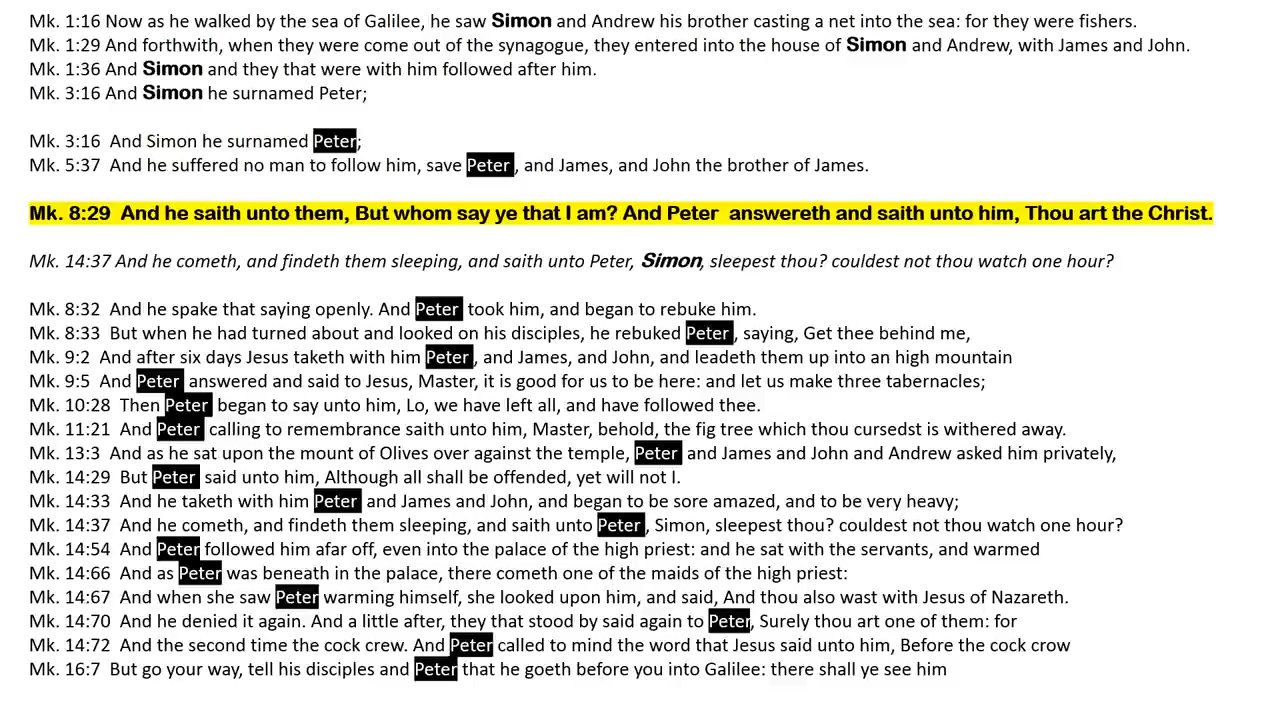 Mk. 1:16 Now as he walked by the sea of Galilee, he saw Simon and Andrew his brother casting a net into the sea: for they were fishers.
Mk. 1:29 And forthwith, when they were come out of the synagogue, they entered into the house of Simon and Andrew, with James and John.
Mk. 1:36 And Simon and they that were with him followed after him.
Mk. 3:16 And Simon he surnamed Peter;
Mk. 3:16 And Simon he surnamed Peter;
Mk. 5:37 And he suffered no man to follow him, save Peter , and James, and John the brother of James.
Mk. 8:29 And he saith unto them, But whom say ye that I am? And Peter answereth and saith unto him, Thou art the Christ.
Mk. 14:37 And he cometh, and findeth them sleeping, and saith unto Peter, Simon, sleepest thou? couldest not thou watch one hour?
Mk. 8:32 And he spake that saying openly. And Peter took him, and began to rebuke him.
Mk. 8:33 But when he had turned about and looked on his disciples, he rebuked Peter , saying, Get thee behind me,
Mk. 9:2 And after six days Jesus taketh with him Peter , and James, and John, and leadeth them up into an high mountain
Mk. 9:5 And Peter answered and said to Jesus, Master, it is good for us to be here: and let us make three tabernacles;
Mk. 10:28 Then Peter began to say unto him, Lo, we have left all, and have followed thee.
Mk. 11:21 And Peter calling to remembrance saith unto him, Master, behold, the fig tree which thou cursedst is withered away.
Mk. 13:3 And as he sat upon the mount of Olives over against the temple, Peter and James and John and Andrew asked him privately,
Mk. 14:29 But Peter said unto him, Although all shall be offended, yet will not I.
Mk. 14:33 And he taketh with him Peter and James and John, and began to be sore amazed, and to be very heavy;
Mk. 14:37 And he cometh, and findeth them sleeping, and saith unto Peter , Simon, sleepest thou? couldest not thou watch one hour?
Mk. 14:54 And Peter followed him afar off, even into the palace of the high priest: and he sat with the servants, and warmed
Mk. 14:66 And as Peter was beneath in the palace, there cometh one of the maids of the high priest:
Mk. 14:67 And when she saw Peter warming himself, she looked upon him, and said, And thou also wast with Jesus of Nazareth.
Mk. 14:70 And he denied it again. And a little after, they that stood by said again to Peter, Surely thou art one of them: for
Mk. 14:72 And the second time the cock crew. And Peter called to mind the word that Jesus said unto him, Before the cock crow
Mk. 16:7 But go your way, tell his disciples and Peter that he goeth before you into Galilee: there shall ye see him